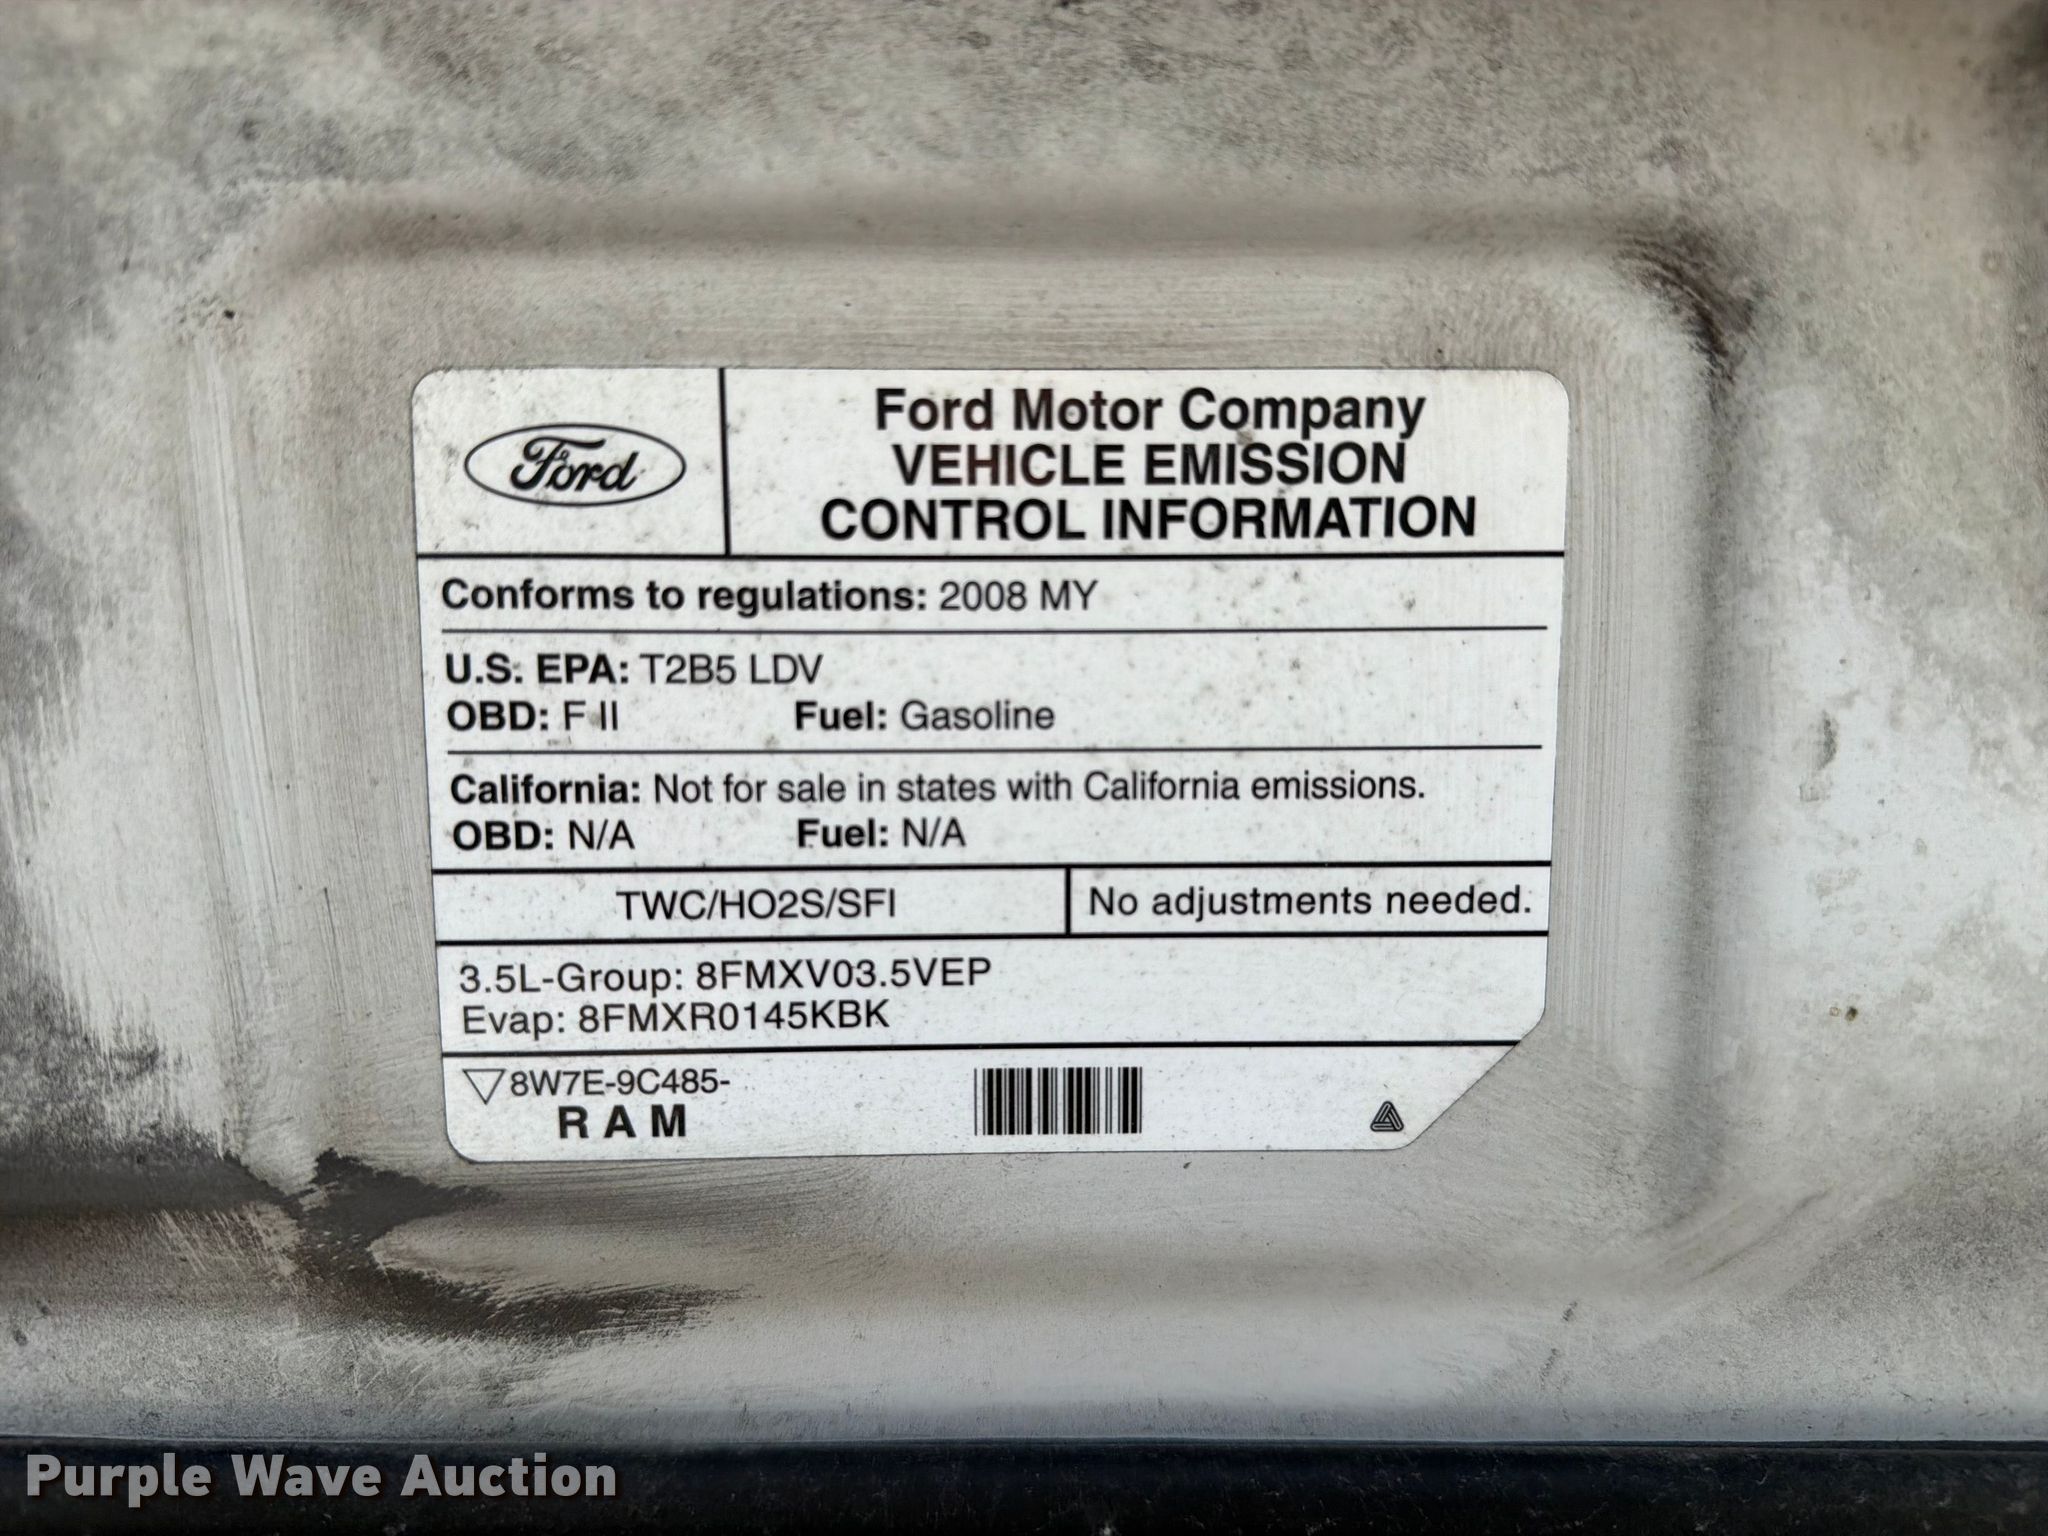 Ford
Ford Motor Company
VEHICLE EMISSION
CONTROL INFORMATION
Conforms to regulations: 2008 MY
U.S. EPA: T2B5 LDV
OBD: F II Fuel: Gasoline
California: Not for sale in states with California emissions.
OBD: N/A Fuel: N/A
TWC/HO2S/SFI No adjustments needed.
3.5L-Group: 8FMXV03.5VEP
Evap: 8FMXR0145KBK
8W7E-9C485-
R A M
Purple Wave Auction